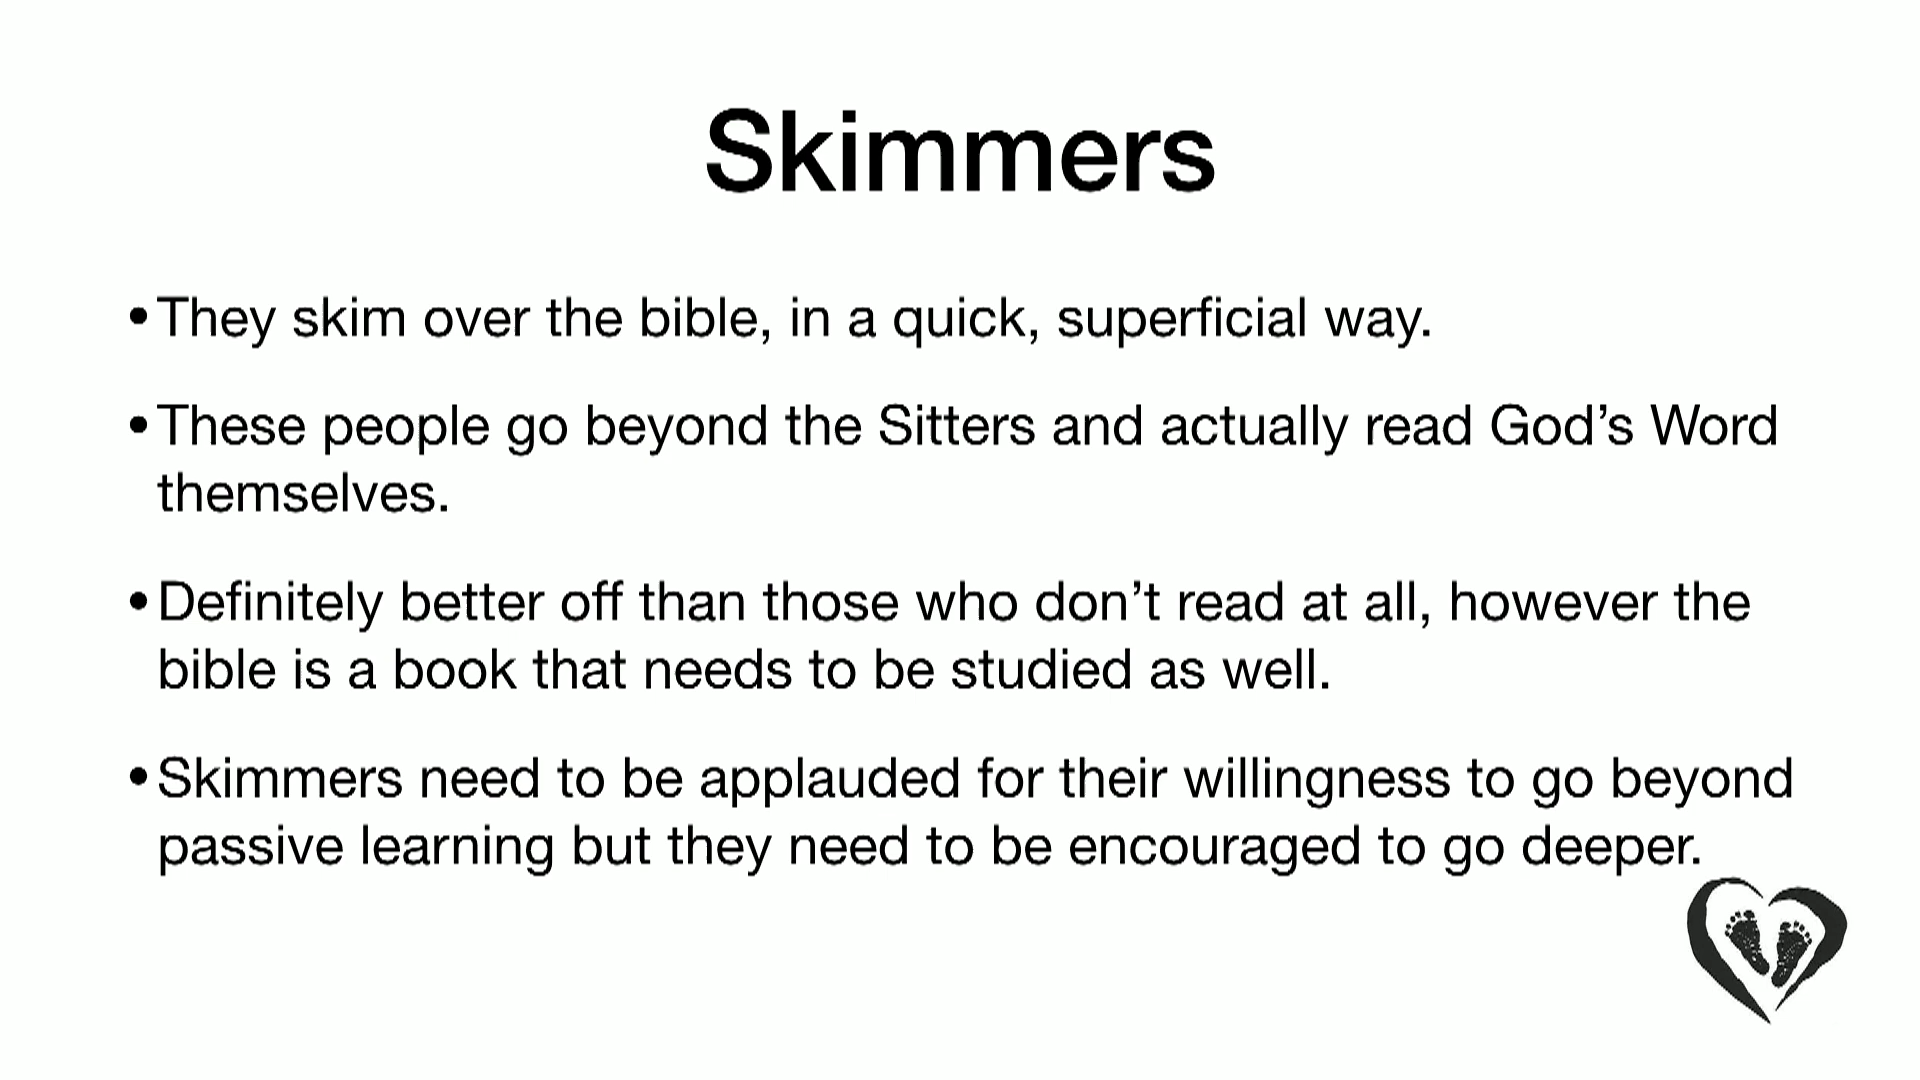 Skimmers
•They skim over the bible, in a quick, superficial way.
•These people go beyond the Sitters and actually read God’s Word
themselves.
•Definitely better off than those who don’t read at all, however the
bible is a book that needs to be studied as well.
•Skimmers need to be applauded for their willingness to go beyond
passive learning but they need to be encouraged to go deeper.